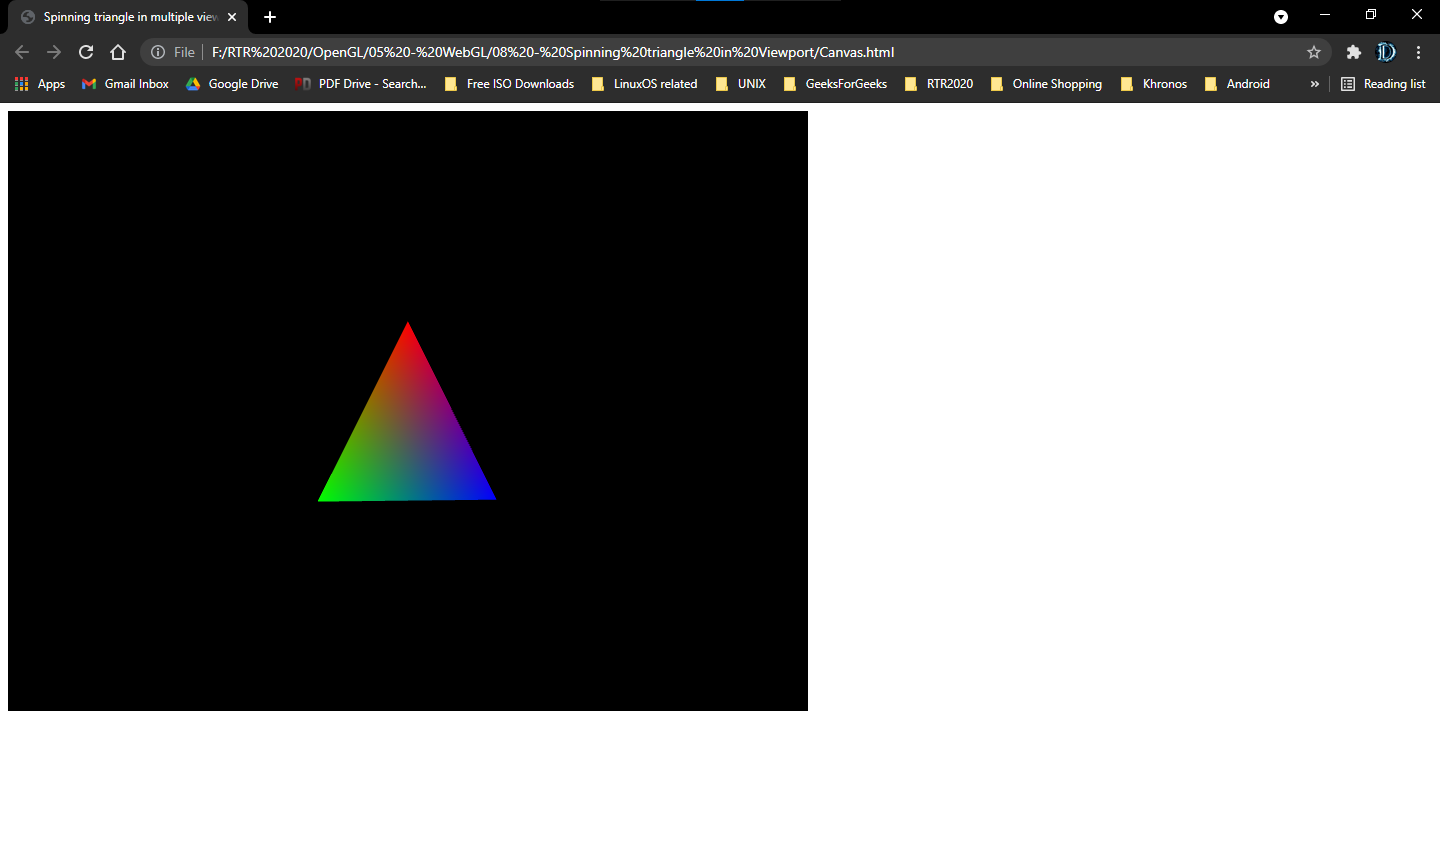 Spinning triangle in multiple view
File F:/RTR%202020/OpenGL/05%20-%20WebGL/08%20-%20Spinning%20triangle%20in%20Viewport/Canvas.html
Apps Gmail Inbox Google Drive PDF Drive - Search... Free ISO Downloads LinuxOS related UNIX GeeksForGeeks RTR2020 Online Shopping Khronos Android » Reading list